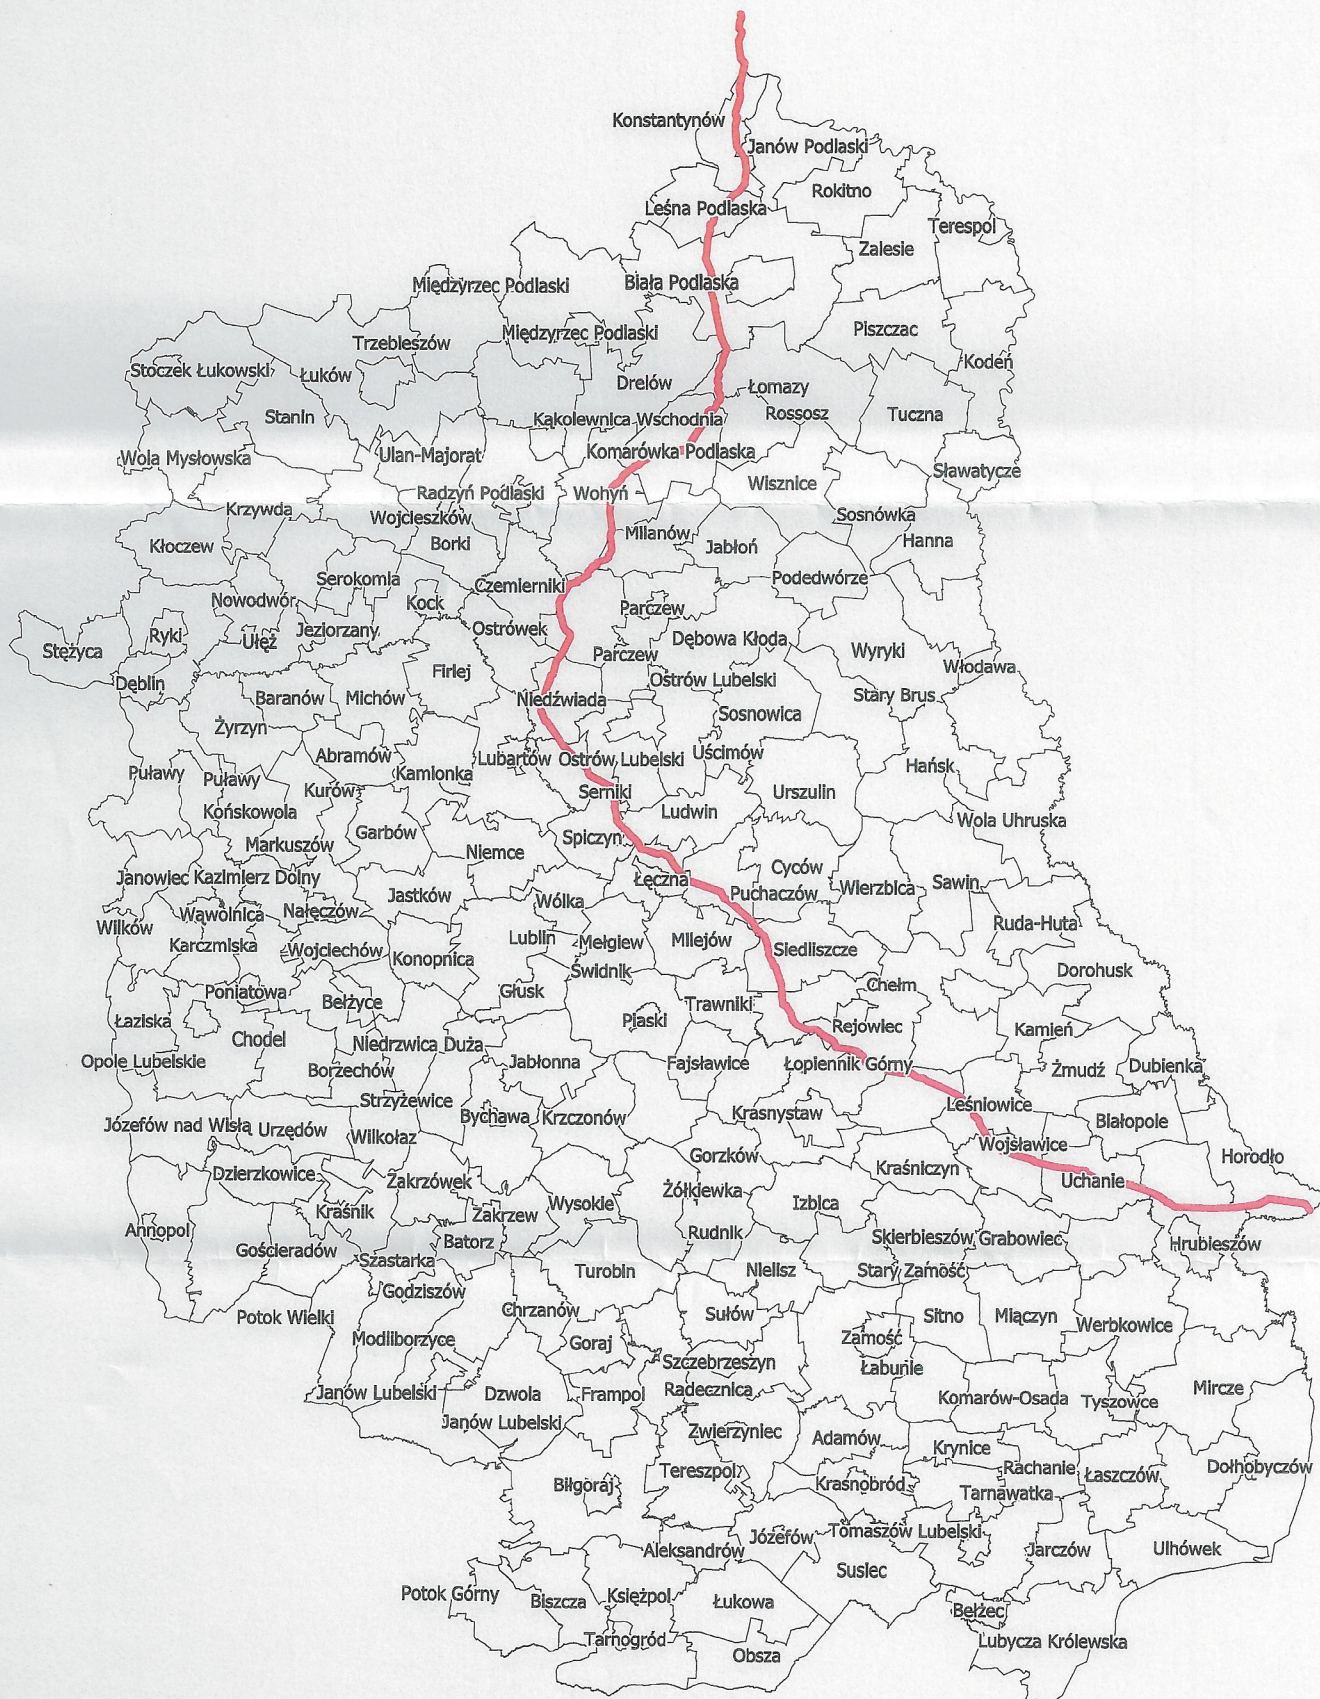 Konstantynów
Janów Podlaski
Rokitno
Leśna Podlaska
Terespol
Zalesie
Międzyrzec Podlaski
Biała Podlaska
Międzyrzec Podlaski
Piszczac
Trzebieszów
Kodeń
Stoczek Łukowski
Łuków
Drelów
Łomazy
Stanin
Kąkolewnica Wschodnia
Rossosz
Tuczna
Wola Mysłowska
Ulan-Majorat
Komarówka Podlaska
Sławatycze
Radzyń Podlaski
Wohyń
Wisznice
Krzywda
Wojcieszków
Sosnówka
Kłoczew
Borki
Milanów
Jabłoń
Hanna
Serokomla
Czemierniki
Podedwórze
Nowodwór
Kock
Parczew
Ryki
Ułęż
Jeziorzany
Ostrówek
Dębowa Kłoda
Stężyca
Parczew
Wyryki
Włodawa
Dęblin
Firlej
Ostrów Lubelski
Baranów
Michów
Niedźwiada
Stary Brus
Żyrzyn
Sosnowica
Abramów
Lubartów
Ostrów Lubelski
Uścimów
Puławy
Puławy
Kamionka
Hańsk
Kurów
Serniki
Urszulin
Końskowola
Ludwin
Wola Uhruska
Markuszów
Garbów
Niemce
Spiczyn
Janowiec
Kazimierz Dolny
Łęczna
Cyców
Jastków
Puchaczów
Wierzbica
Sawin
Wilków
Wąwolnica
Nałęczów
Wólka
Ruda-Huta
Karczmiska
Wojciechów
Konopnica
Lublin
Mełgiew
Milejów
Siedliszcze
Świdnik
Dorohusk
Poniatowa
Bełżyce
Głusk
Chełm
Łaziska
Piaski
Trawniki
Rejowiec
Kamień
Chodel
Niedrzwica Duża
Opole Lubelskie
Borzechów
Jabłonna
Fajsławice
Łopiennik Górny
Żmudź
Dubienka
Strzyżewice
Bychawa
Krzczonów
Krasnystaw
Leśniowice
Józefów nad Wisłą
Urzędów
Wilkołaz
Białopole
Gorzków
Wojsławice
Horodło
Dzierzkowice
Zakrzówek
Kraśniczyn
Uchanie
Annopol
Kraśnik
Zakrzew
Wysokie
Żółkiewka
Izbica
Gościeradów
Batorz
Rudnik
Skierbieszów
Grabowiec
Hrubieszów
Szastarka
Turobin
Nielisz
Stary Zamość
Godziszów
Potok Wielki
Chrzanów
Sułów
Sitno
Miączyn
Werbkowice
Modliborzyce
Goraj
Zamość
Szczebrzeszyn
Łabunie
Janów Lubelski
Dzwola
Frampol
Radecznica
Komarów-Osada
Tyszowce
Mircze
Janów Lubelski
Zwierzyniec
Adamów
Krynice
Biłgoraj
Tereszpol
Krasnobród
Rachanie
Łaszczów
Dołhobyczów
Tarnawatka
Aleksandrów
Józefów
Tomaszów Lubelski
Jarczów
Ulhówek
Susiec
Potok Górny
Biszcza
Księżpol
Łukowa
Bełżec
Tarnogród
Obsza
Lubycza Królewska